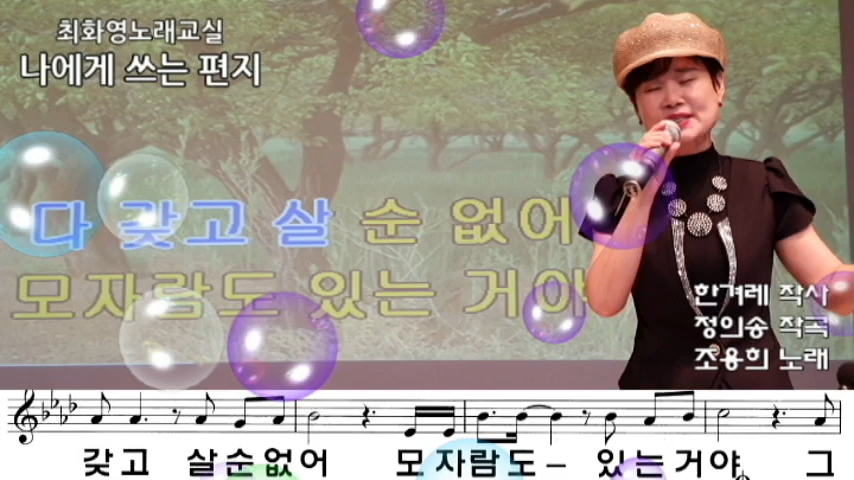 최화영노래교실
나에게 쓰는 편지
다 갖고 살 순 없어
모자람도 있는 거야
한겨레 작사
정의송 작곡
조용희 노래
갖고 살순없어 모자람도– 있는거야 그